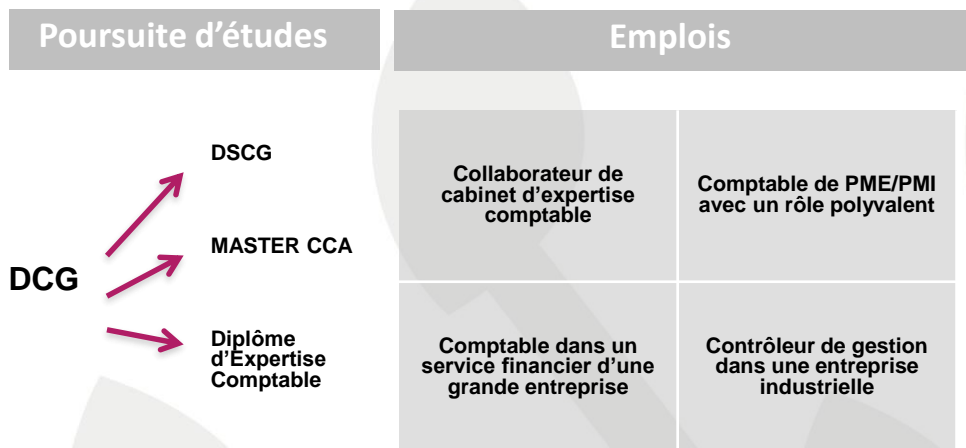 Poursuite d’études
Emplois
DCG
DSCG
MASTER CCA
Diplôme
d’Expertise
Comptable
Collaborateur de
cabinet d’expertise
comptable
Comptable de PME/PMI
avec un rôle polyvalent
Comptable dans un
service financier d’une
grande entreprise
Contrôleur de gestion
dans une entreprise
industrielle